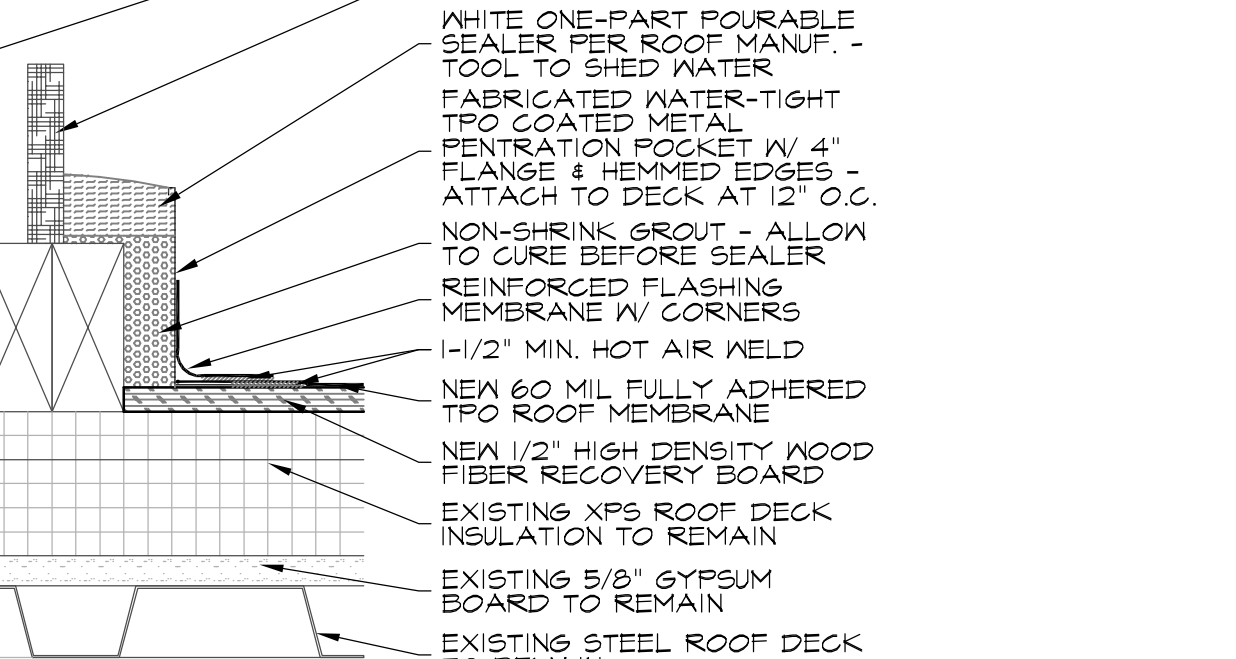 WHITE ONE-PART POURABLE
SEALER PER ROOF MANUF. -
TOOL TO SHED WATER
FABRICATED WATER-TIGHT
TPO COATED METAL
PENTRATION POCKET W/ 4"
FLANGE & HEMMED EDGES -
ATTACH TO DECK AT 12" O.C.
NON-SHRINK GROUT - ALLOW
TO CURE BEFORE SEALER
REINFORCED FLASHING
MEMBRANE W/ CORNERS
1-1/2" MIN. HOT AIR WELD
NEW 60 MIL FULLY ADHERED
TPO ROOF MEMBRANE
NEW 1/2" HIGH DENSITY WOOD
FIBER RECOVERY BOARD
EXISTING XPS ROOF DECK
INSULATION TO REMAIN
EXISTING 5/8" GYPSUM
BOARD TO REMAIN
EXISTING STEEL ROOF DECK